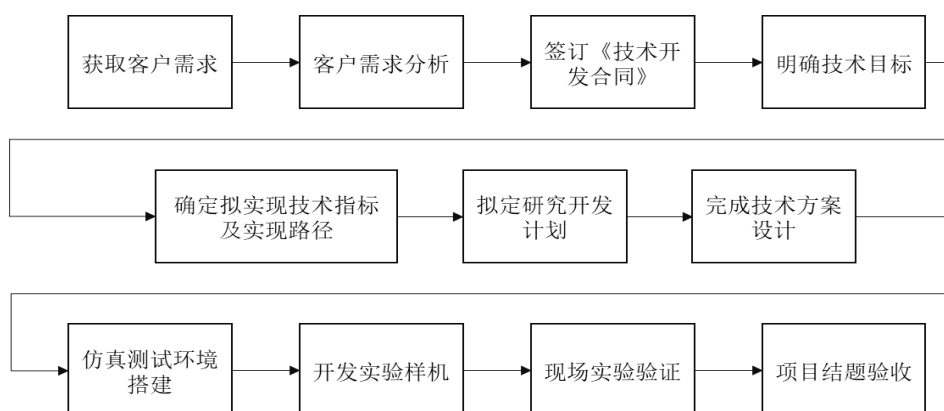 获取客户需求
客户需求分析
签订《技术开
发合同》
明确技术目标
确定拟实现技术指标
及实现路径
拟定研究开发
计划
完成技术方案
设计
仿真测试环境
搭建
开发实验样机
现场实验验证
项目结题验收